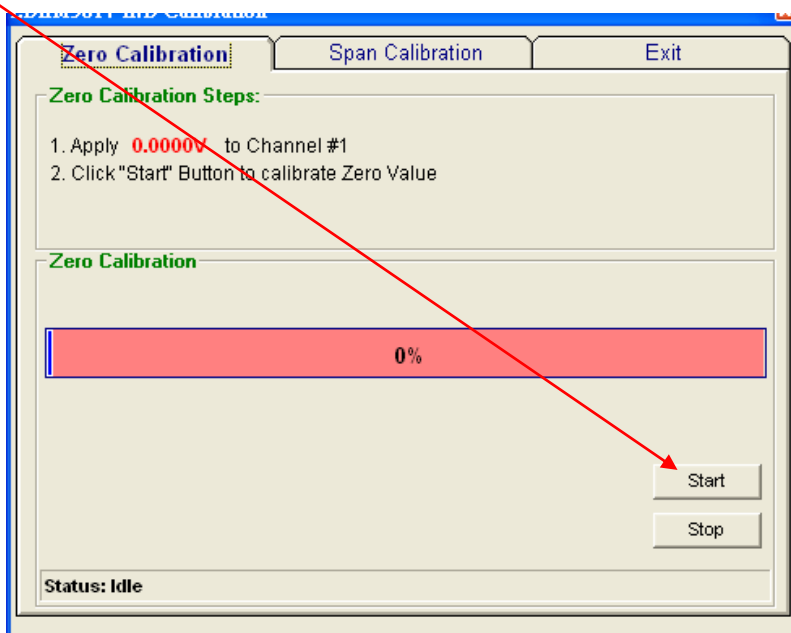 Calibration
Zero Calibration
Span Calibration
Exit
Zero Calibration Steps:
1. Apply 0.0000V to Channel #1
2. Click "Start" Button to calibrate Zero Value
Zero Calibration
0%
Start
Stop
Status: Idle